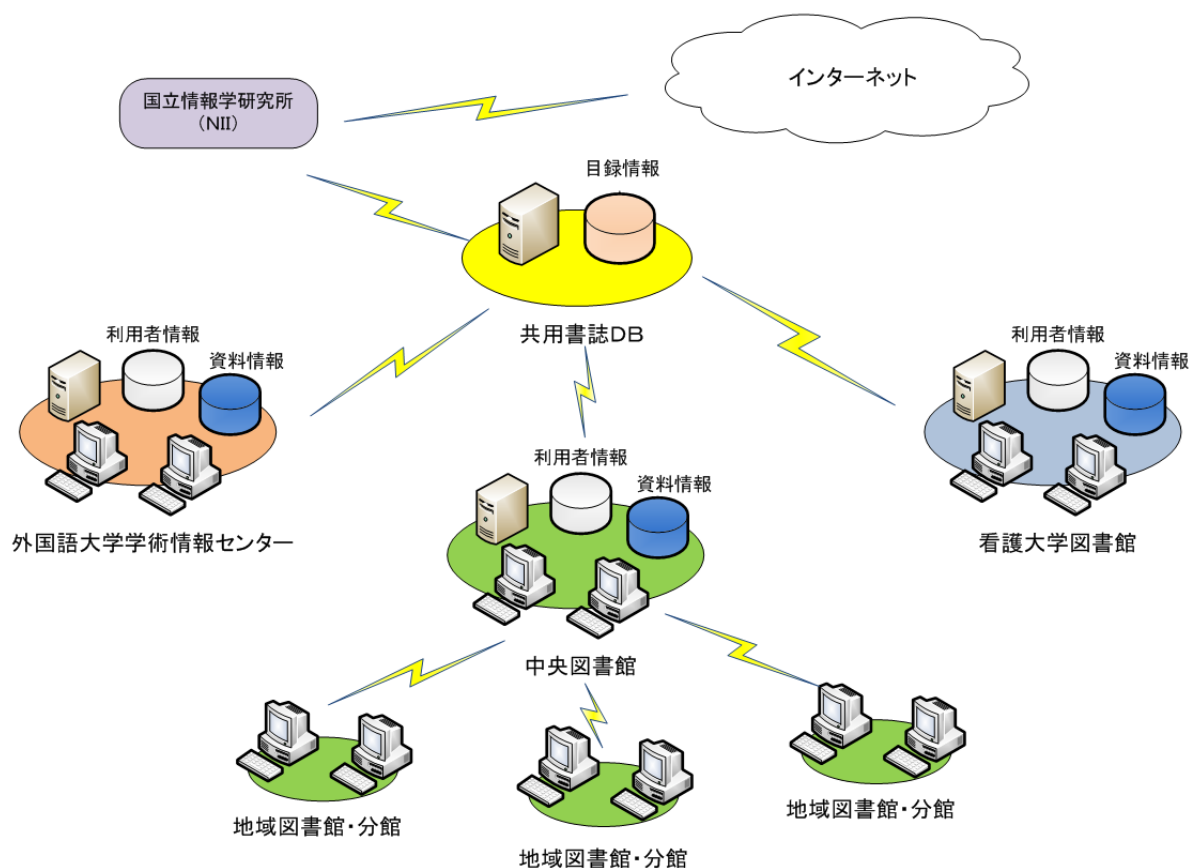 インターネット
国立情報学研究所
(NII)
目録情報
共用書誌DB
利用者情報
資料情報
外国語大学学術情報センター
利用者情報
資料情報
中央図書館
利用者情報
資料情報
看護大学図書館
地域図書館・分館
地域図書館・分館
地域図書館・分館